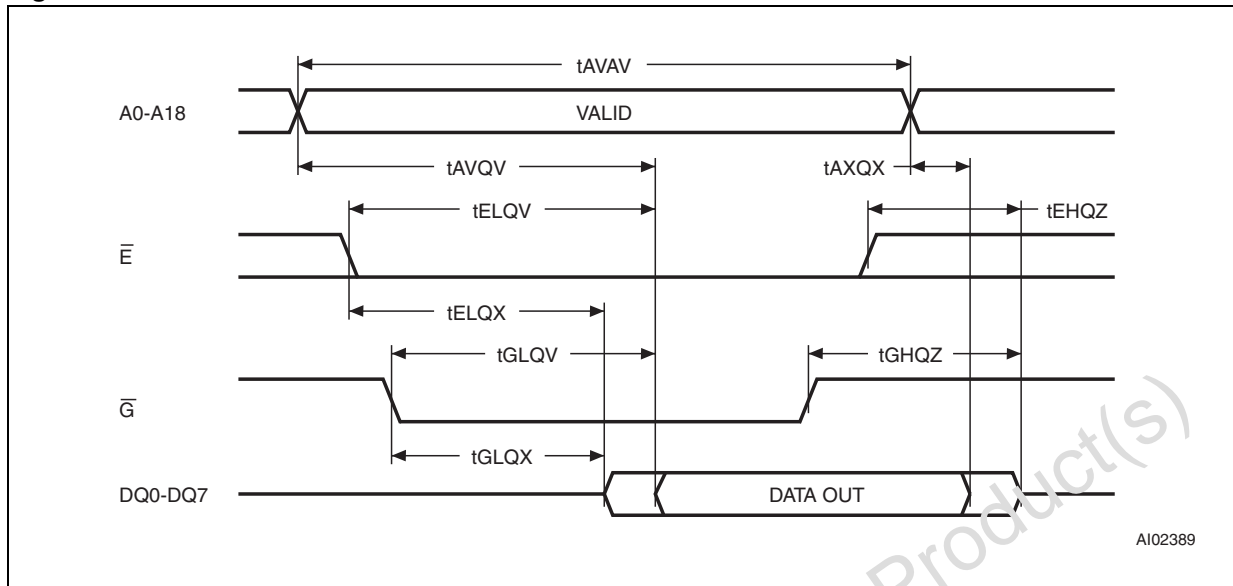 tAVAV
A0-A18
VALID
tAVQV
tAXQX
tELQV
tEHQZ
E̅
tELQX
tGLQV
tGHQZ
G̅
tGLQX
DQ0-DQ7
DATA OUT
Product(s)
AI02389